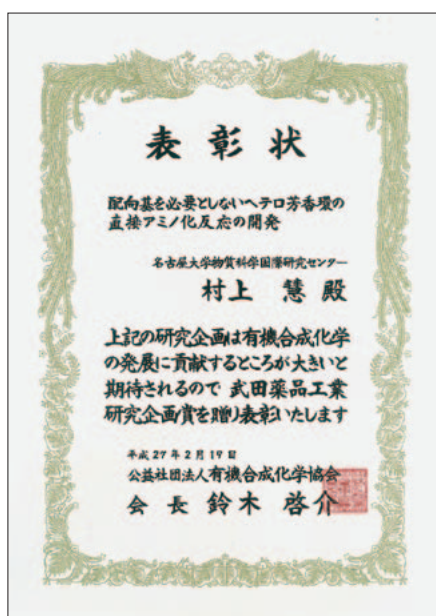 表彰状
配向基を必要としないヘテロ芳香環の
直接アミノ化反応の開発
名古屋大学物質科学国際研究センター
村上 慧 殿
上記の研究企画は有機合成化学
の発展に貢献するところが大きいと
期待されるので 武田薬品工業
研究企画賞を贈り表彰いたします
平成27年2月19日
公益社団法人有機合成化学協会
会長 鈴木 啓介